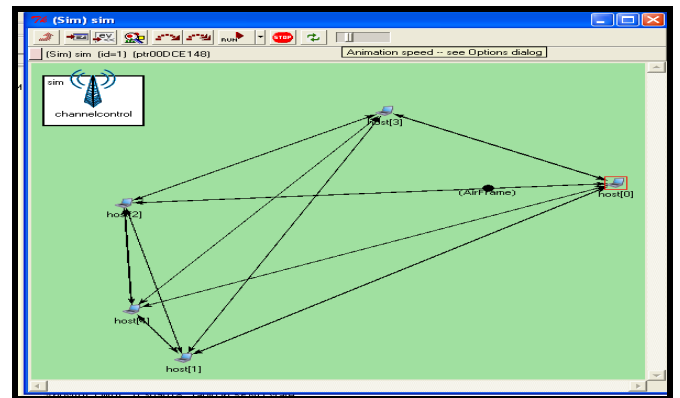 (Sim) sim
RUN
STOP
(Sim) sim (id=1) (ptr00DCE148)
Animation speed -- see Options dialog
sim
channelcontrol
host[3]
(AirFrame)
host[0]
host[2]
host[4]
host[1]